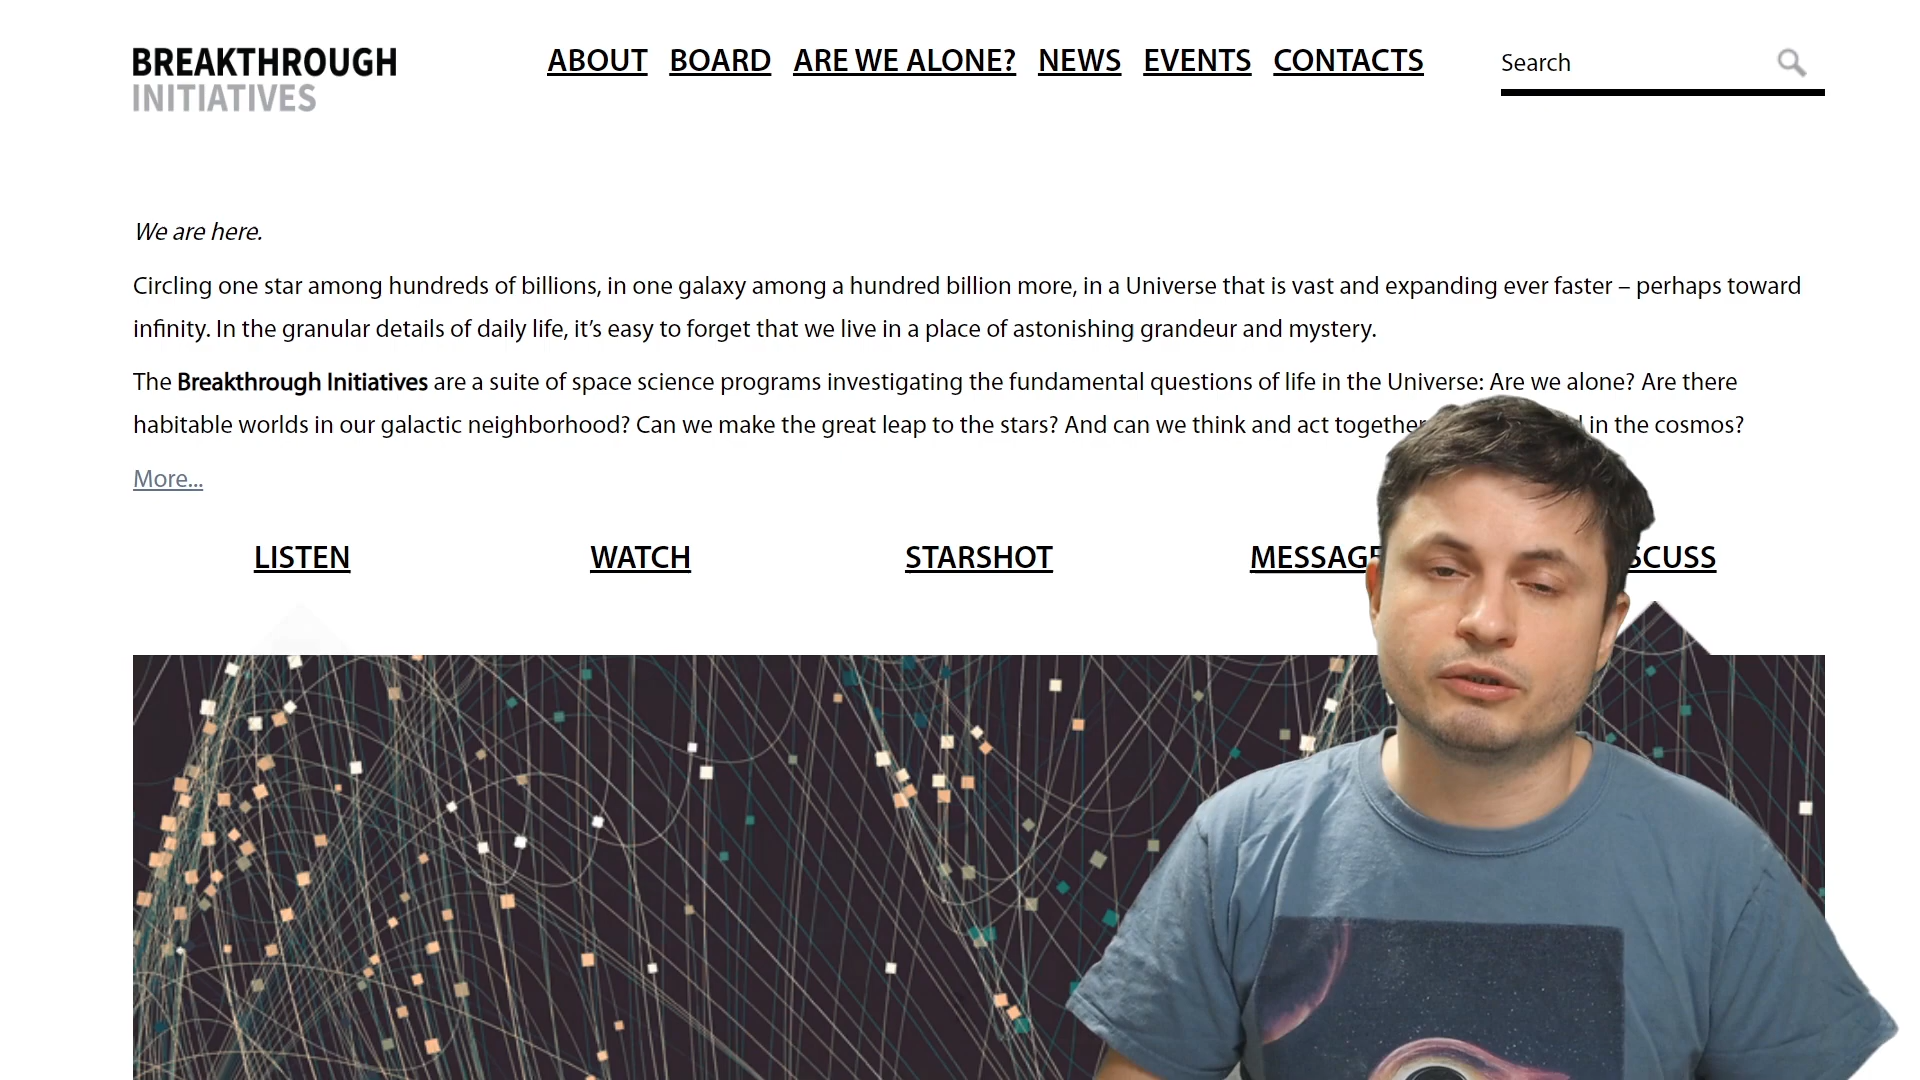 BREAKTHROUGH
INITIATIVES
ABOUT BOARD ARE WE ALONE? NEWS EVENTS CONTACTS
Search
We are here.
Circling one star among hundreds of billions, in one galaxy among a hundred billion more, in a Universe that is vast and expanding ever faster – perhaps toward
infinity. In the granular details of daily life, it’s easy to forget that we live in a place of astonishing grandeur and mystery.
The Breakthrough Initiatives are a suite of space science programs investigating the fundamental questions of life in the Universe: Are we alone? Are there
habitable worlds in our galactic neighborhood? Can we make the great leap to the stars? And can we think and act together in the cosmos?
More...
LISTEN WATCH STARSHOT